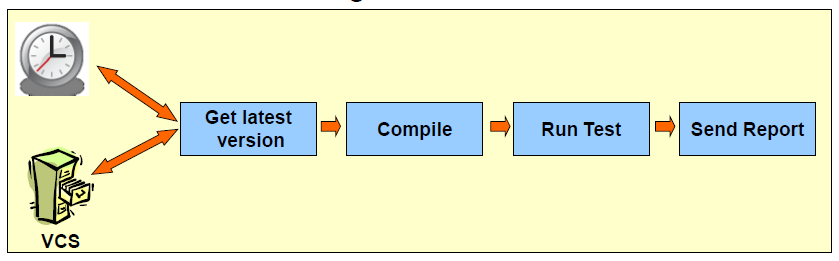 Get latest
version
Compile
Run Test
Send Report
VCS